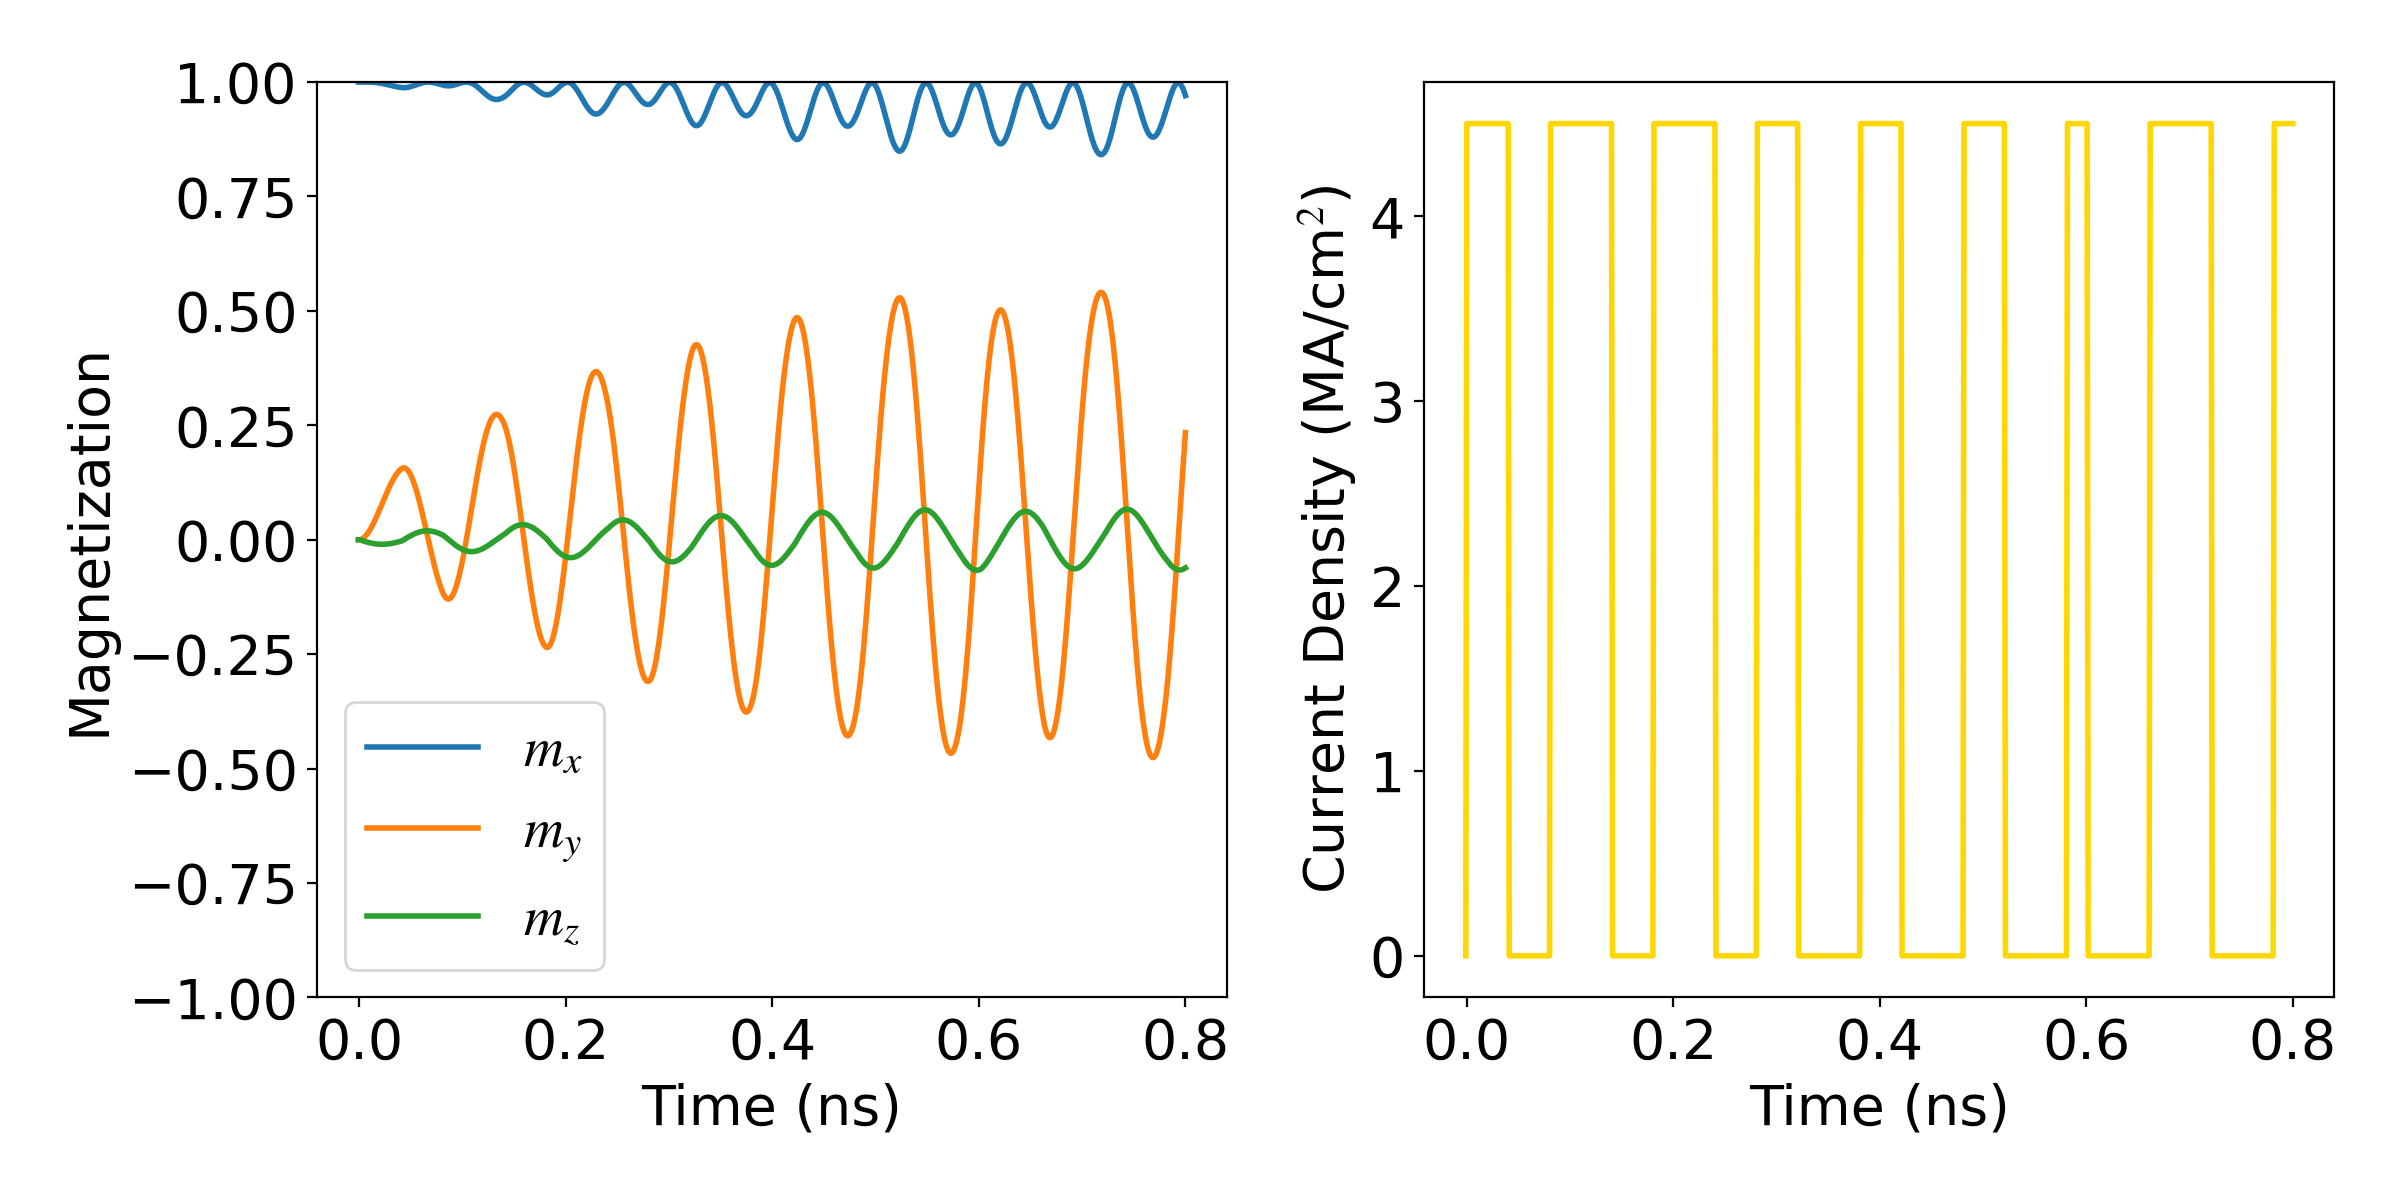 Magnetization
1.00
0.75
0.50
0.25
0.00
−0.25
−0.50
−0.75
−1.00
m_x
m_y
m_z
0.0 0.2 0.4 0.6 0.8
Time (ns)
Current Density (MA/cm²)
4
3
2
1
0
0.0 0.2 0.4 0.6 0.8
Time (ns)